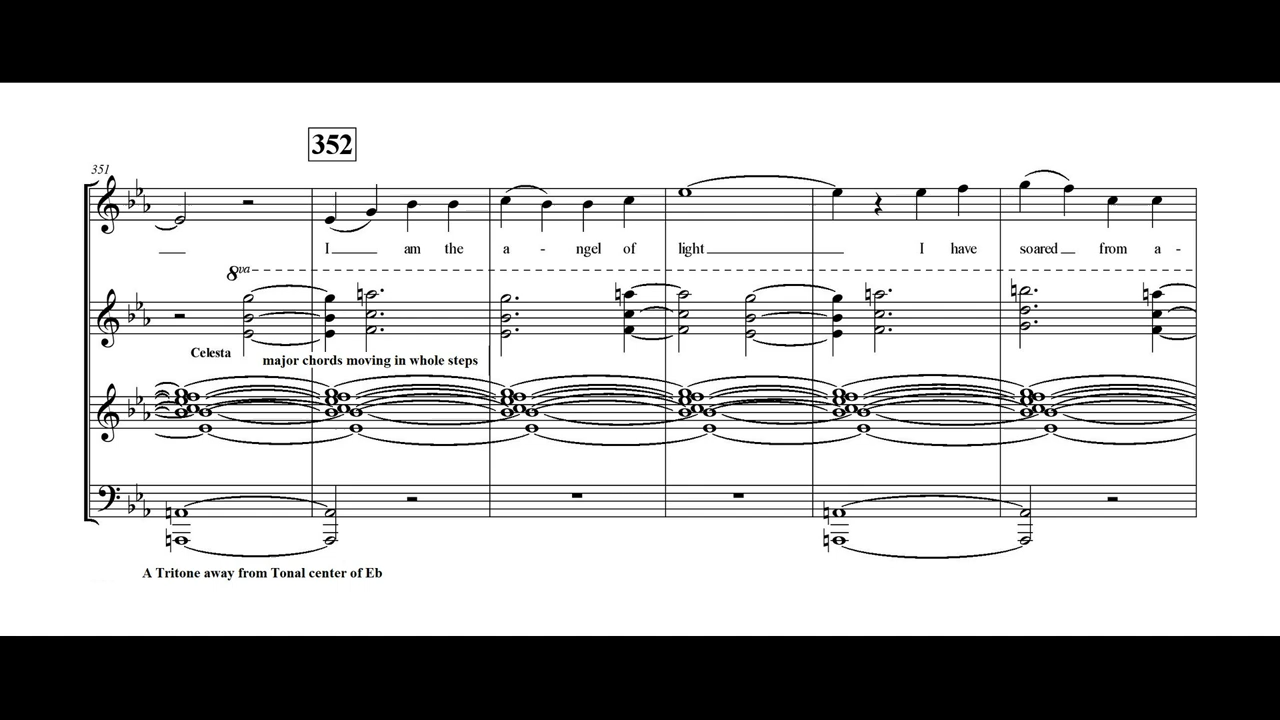 352
351
I am the a - ngel of light I have soared from a -
8va
Celesta
major chords moving in whole steps
A Tritone away from Tonal center of Eb